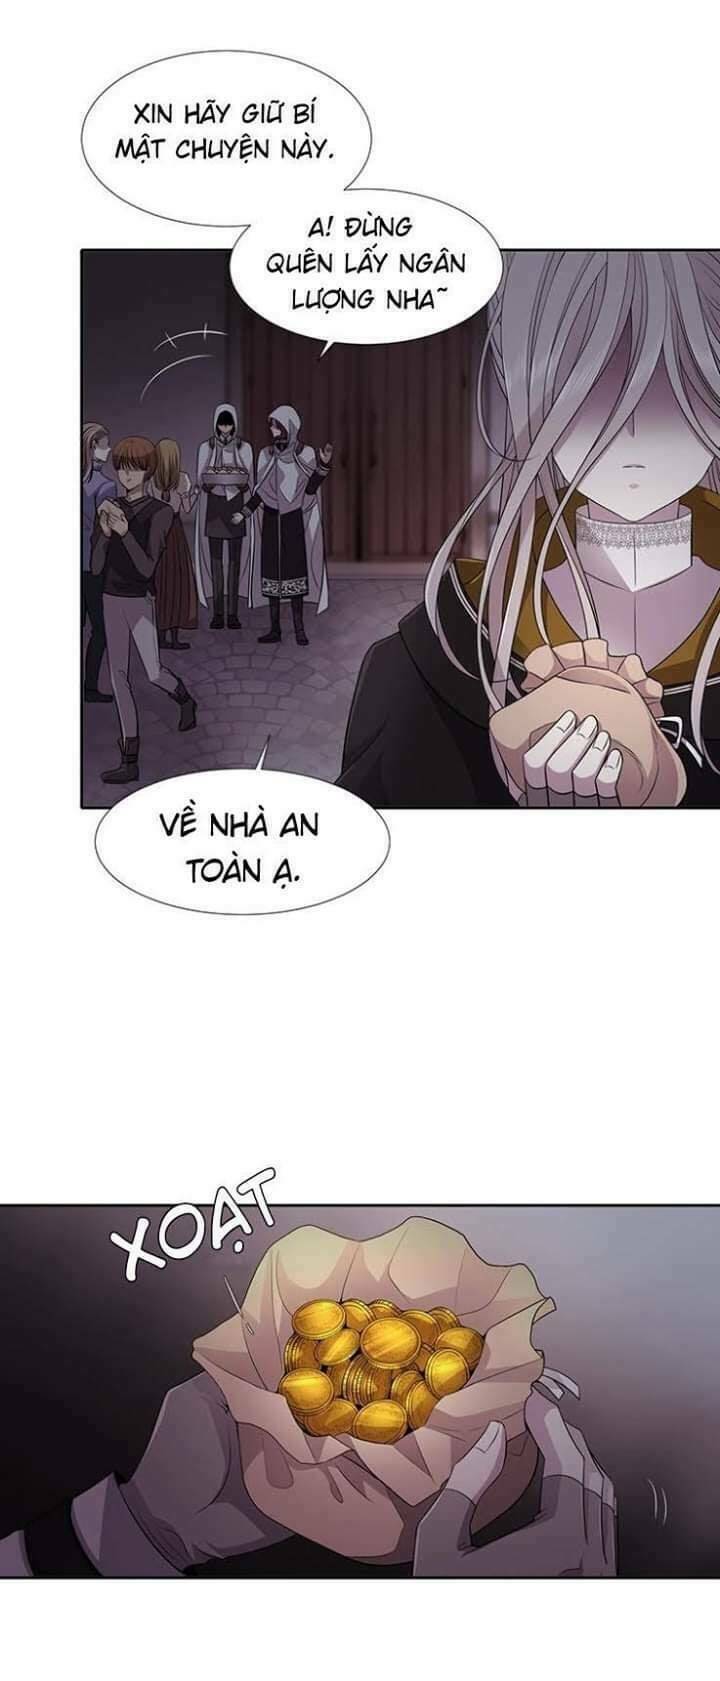 XIN HÃY GIỮ BÍ
MẬT CHUYỆN NÀY.
A! ĐỪNG
QUÊN LẤY NGÂN
LƯỢNG NHA~
VỀ NHÀ AN
TOÀN Ạ.
XOẠT